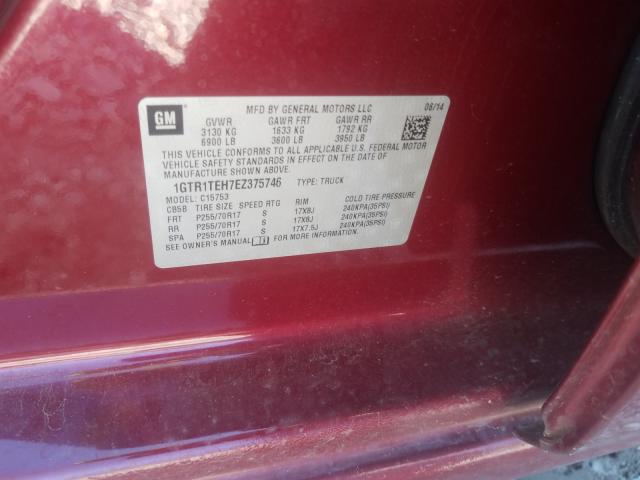 GM
MFD BY GENERAL MOTORS LLC 06/14
GVWR GAWR FRT GAWR RR
3130 KG 1633 KG 1792 KG
6900 LB 3600 LB 3950 LB
THIS VEHICLE CONFORMS TO ALL APPLICABLE U.S. FEDERAL MOTOR
VEHICLE SAFETY STANDARDS IN EFFECT ON THE DATE OF
MANUFACTURE SHOWN ABOVE.
1GTR1TEH7EZ375746 TYPE: TRUCK
MODEL: C15753
CB5B TIRE SIZE SPEED RTG RIM COLD TIRE PRESSURE
FRT P255/70R17 S 17X8J 240KPA(35PSI)
RR P255/70R17 S 17X8J 240KPA(35PSI)
SPA P255/70R17 S 17X7.5J 240KPA(35PSI)
SEE OWNER'S MANUAL FOR ADDITIONAL INFORMATION.